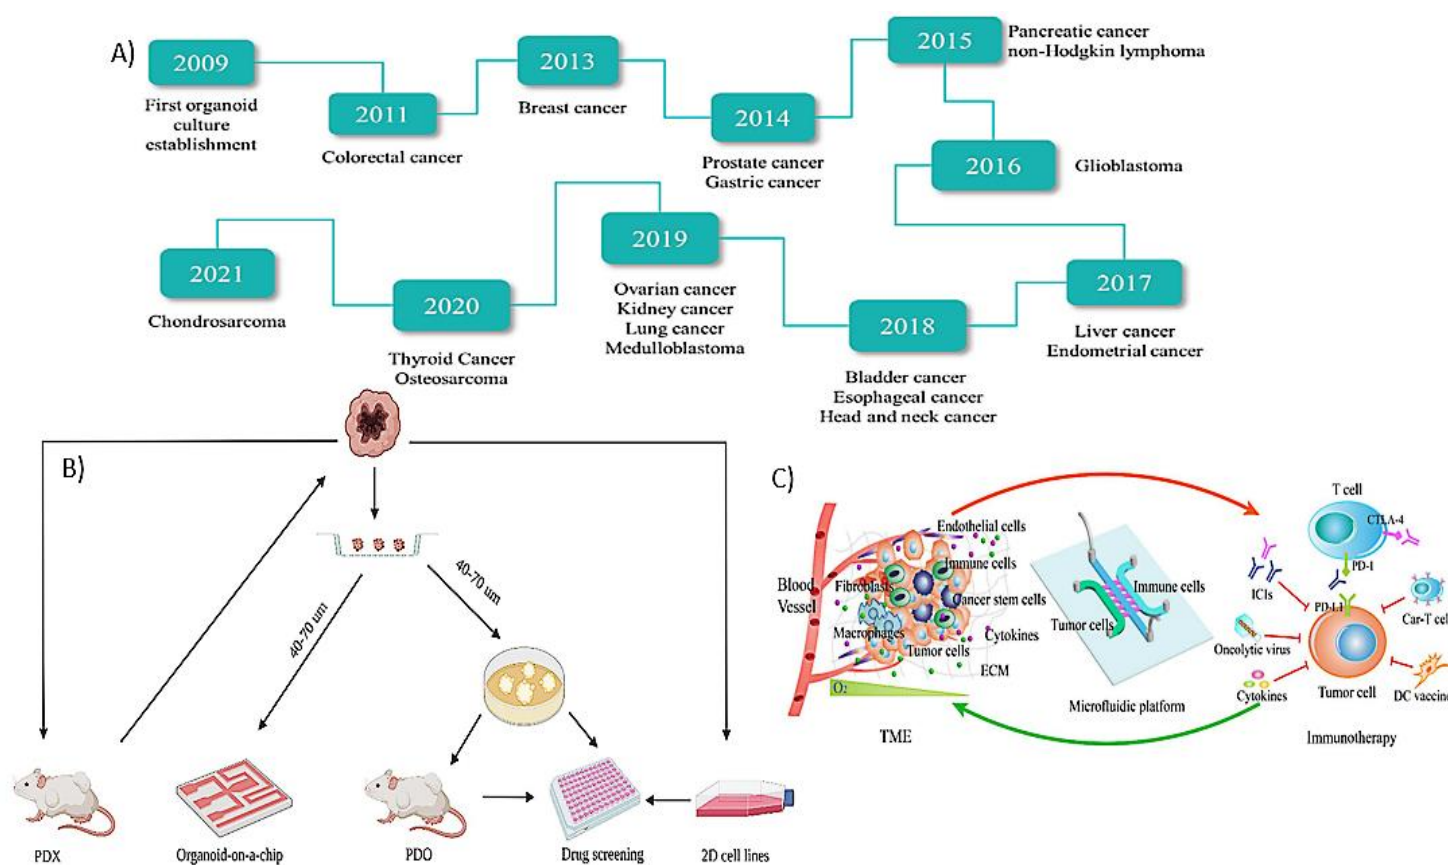 A)
2009
First organoid
culture
establishment
2011
Colorectal cancer
2013
Breast cancer
2014
Prostate cancer
Gastric cancer
2015
Pancreatic cancer
non-Hodgkin lymphoma
2016
Glioblastoma
2017
Liver cancer
Endometrial cancer
2018
Bladder cancer
Esophageal cancer
Head and neck cancer
2019
Ovarian cancer
Kidney cancer
Lung cancer
Medulloblastoma
2020
Thyroid Cancer
Osteosarcoma
2021
Chondrosarcoma
B)
40-70 um
40-70 um
PDX
Organoid-on-a-chip
PDO
Drug screening
2D cell lines
C)
Blood
Vessel
Endothelial cells
Immune cells
Fibroblasts
Cancer stem cells
Macrophages
Cytokines
Tumor cells
ECM
O₂
TME
Immune cells
Tumor cells
Microfluidic platform
T cell
CTLA-4
PD-1
ICIs
PD-L1
Car-T cell
Oncolytic virus
Cytokines
Tumor cell
DC vaccine
Immunotherapy